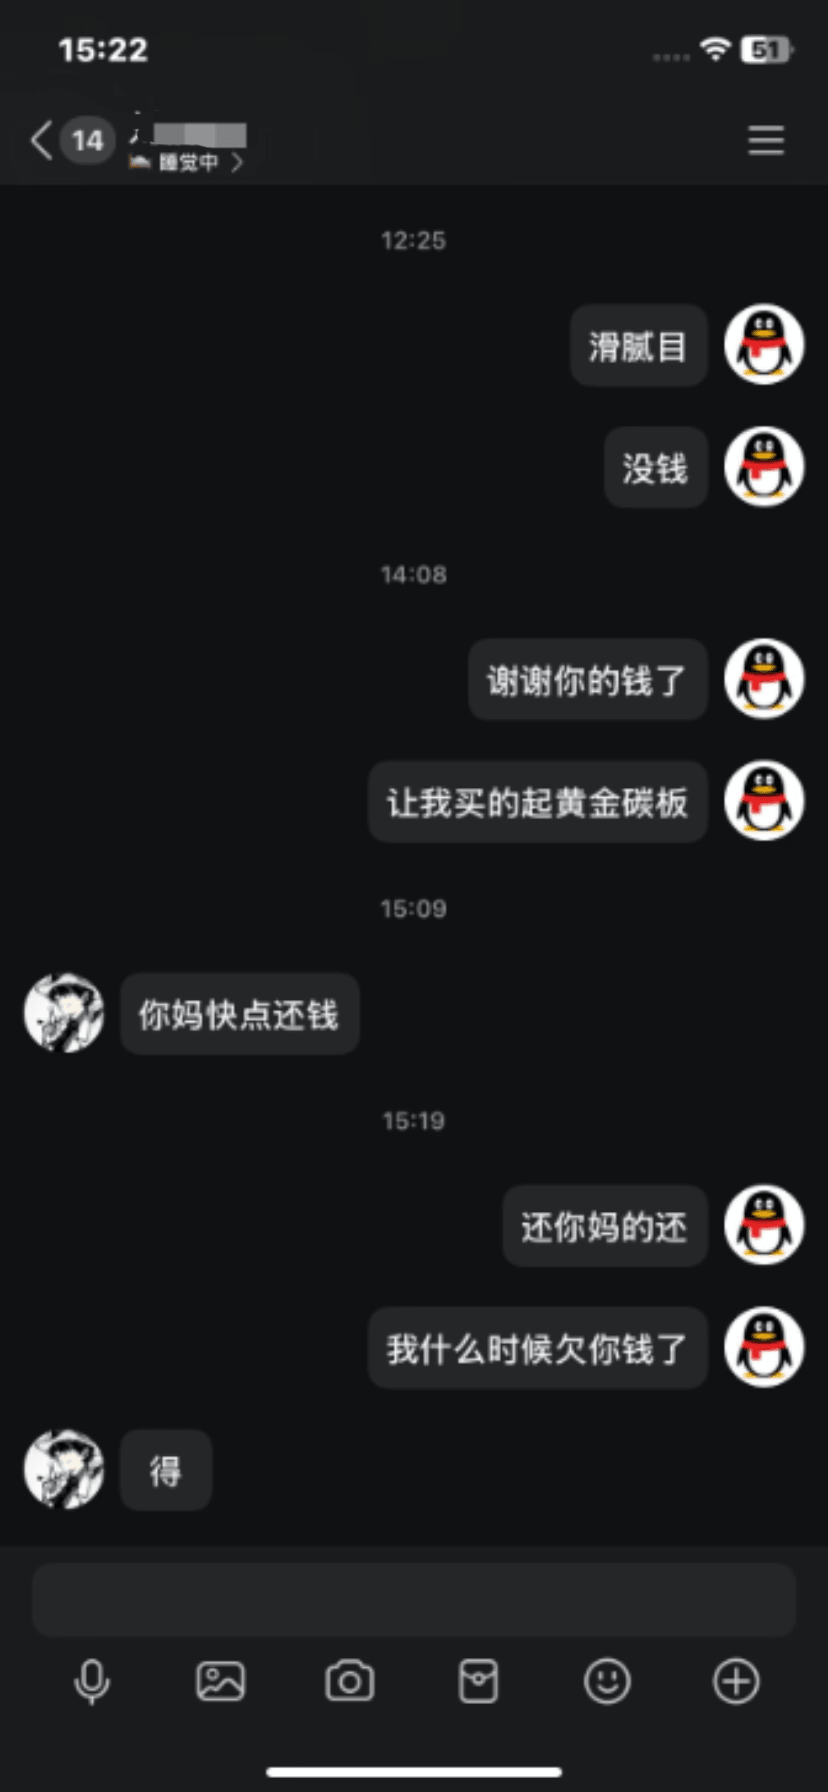 15:22
51
14
睡觉中
12:25
滑腻目
没钱
14:08
谢谢你的钱了
让我买的起黄金碳板
15:09
你妈快点还钱
15:19
还你妈的还
我什么时候欠你钱了
得